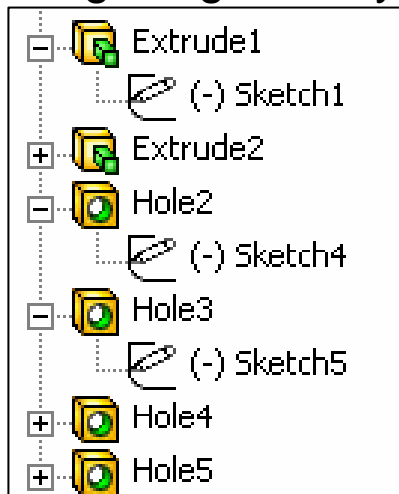 Extrude1
(-) Sketch1
Extrude2
Hole2
(-) Sketch4
Hole3
(-) Sketch5
Hole4
Hole5